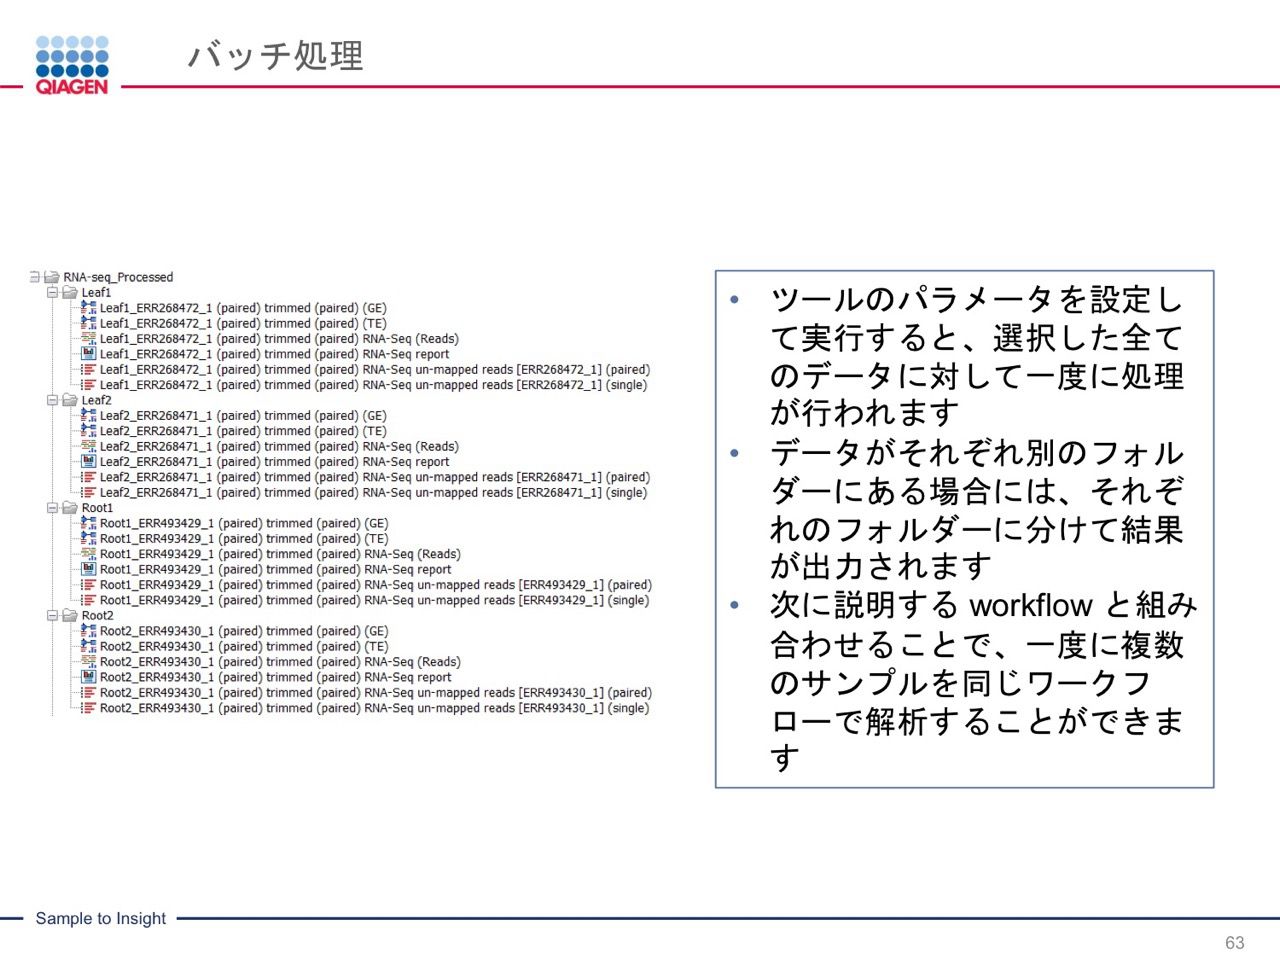 QIAGEN
バッチ処理
RNA-seq_Processed
Leaf1
Leaf1_ERR268472_1 (paired) trimmed (paired) (GE)
Leaf1_ERR268472_1 (paired) trimmed (paired) (TE)
Leaf1_ERR268472_1 (paired) trimmed (paired) RNA-Seq (Reads)
Leaf1_ERR268472_1 (paired) trimmed (paired) RNA-Seq report
Leaf1_ERR268472_1 (paired) trimmed (paired) RNA-Seq un-mapped reads [ERR268472_1] (paired)
Leaf1_ERR268472_1 (paired) trimmed (paired) RNA-Seq un-mapped reads [ERR268472_1] (single)
Leaf2
Leaf2_ERR268471_1 (paired) trimmed (paired) (GE)
Leaf2_ERR268471_1 (paired) trimmed (paired) (TE)
Leaf2_ERR268471_1 (paired) trimmed (paired) RNA-Seq (Reads)
Leaf2_ERR268471_1 (paired) trimmed (paired) RNA-Seq report
Leaf2_ERR268471_1 (paired) trimmed (paired) RNA-Seq un-mapped reads [ERR268471_1] (paired)
Leaf2_ERR268471_1 (paired) trimmed (paired) RNA-Seq un-mapped reads [ERR268471_1] (single)
Root1
Root1_ERR493429_1 (paired) trimmed (paired) (GE)
Root1_ERR493429_1 (paired) trimmed (paired) (TE)
Root1_ERR493429_1 (paired) trimmed (paired) RNA-Seq (Reads)
Root1_ERR493429_1 (paired) trimmed (paired) RNA-Seq report
Root1_ERR493429_1 (paired) trimmed (paired) RNA-Seq un-mapped reads [ERR493429_1] (paired)
Root1_ERR493429_1 (paired) trimmed (paired) RNA-Seq un-mapped reads [ERR493429_1] (single)
Root2
Root2_ERR493430_1 (paired) trimmed (paired) (GE)
Root2_ERR493430_1 (paired) trimmed (paired) (TE)
Root2_ERR493430_1 (paired) trimmed (paired) RNA-Seq (Reads)
Root2_ERR493430_1 (paired) trimmed (paired) RNA-Seq report
Root2_ERR493430_1 (paired) trimmed (paired) RNA-Seq un-mapped reads [ERR493430_1] (paired)
Root2_ERR493430_1 (paired) trimmed (paired) RNA-Seq un-mapped reads [ERR493430_1] (single)
• ツールのパラメータを設定し
て実行すると、選択した全て
のデータに対して一度に処理
が行われます
• データがそれぞれ別のフォル
ダーにある場合には、それぞ
れのフォルダーに分けて結果
が出力されます
• 次に説明する workflow と組み
合わせることで、一度に複数
のサンプルを同じワークフ
ローで解析することができま
す
Sample to Insight
63